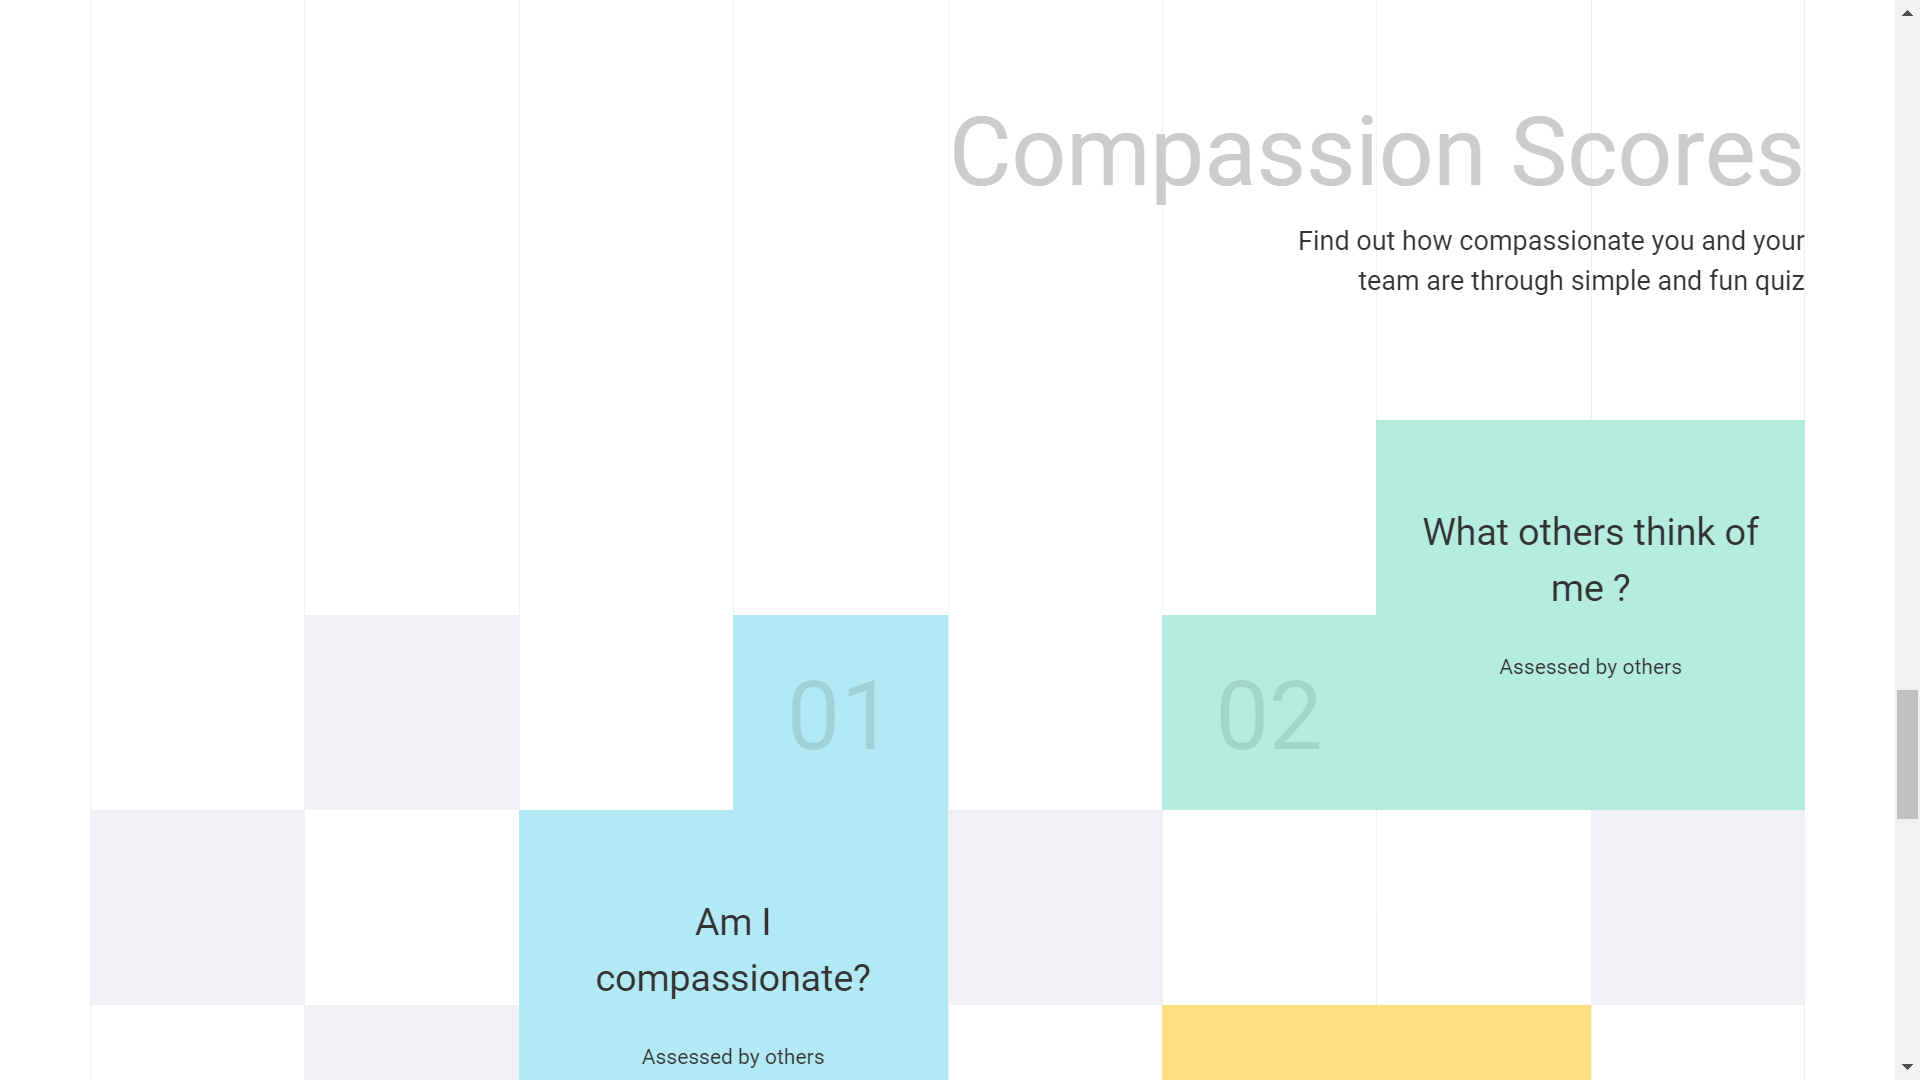 Compassion Scores
Find out how compassionate you and your
team are through simple and fun quiz
What others think of
me ?
Assessed by others
01
02
Am I
compassionate?
Assessed by others